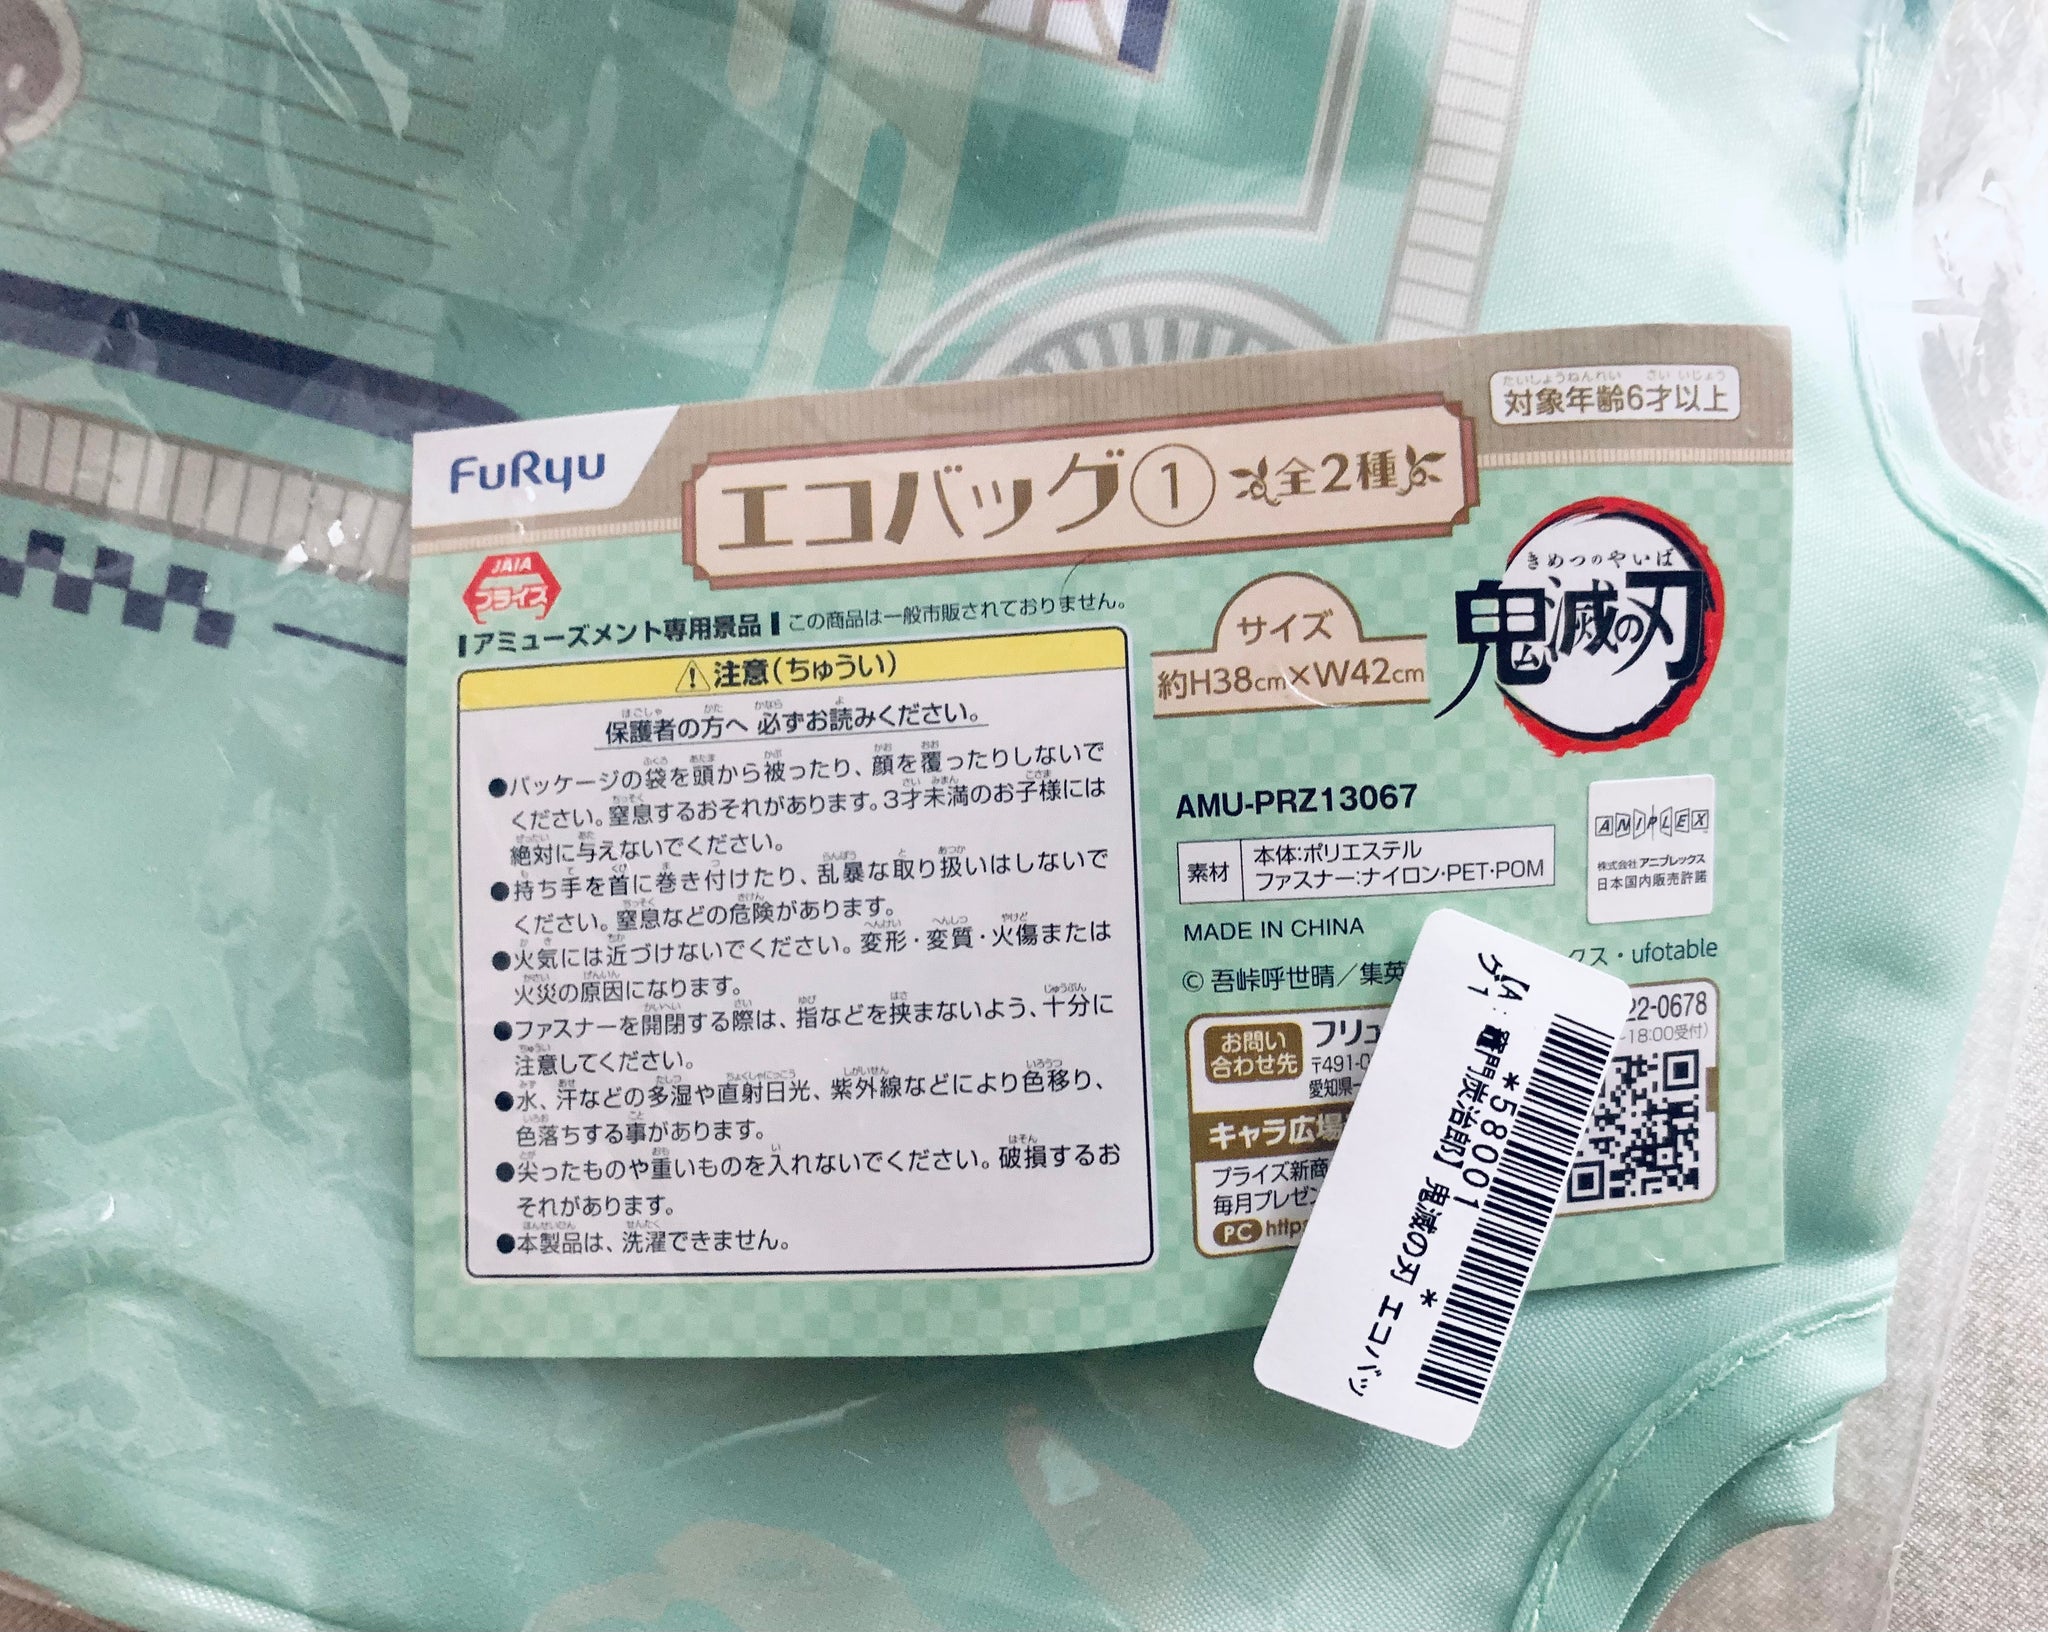 FuRyu
エコバッグ① 全2種
対象年齢6才以上
JAIA
プライズ
アミューズメント専用景品 この商品は一般市販されておりません。
注意(ちゅうい)
保護者の方へ 必ずお読みください。
●パッケージの袋を頭から被ったり、顔を覆ったりしないで
ください。窒息するおそれがあります。3才未満のお子様には
絶対に与えないでください。
●持ち手を首に巻き付けたり、乱暴な取り扱いはしないで
ください。窒息などの危険があります。
●火気には近づけないでください。変形・変質・火傷または
火災の原因になります。
●ファスナーを開閉する際は、指などを挟まないよう、十分に
注意してください。
●水、汗などの多湿や直射日光、紫外線などにより色移り、
色落ちする事があります。
●尖ったものや重いものを入れないでください。破損するお
それがあります。
●本製品は、洗濯できません。
サイズ
約H38cm×W42cm
きめつのやいば
鬼滅の刃
AMU-PRZ13067
素材
本体:ポリエステル
ファスナー:ナイロン・PET・POM
ANIPLEX
株式会社 アニプレックス
日本国内販売許諾
MADE IN CHINA
© 吾峠呼世晴／集英
クス・ufotable
お問い
合わせ先
フリュ
〒491-0
愛知県一
22-0678
18:00受付)
キャラ広場
プライズ新商
毎月プレゼン
PC https
*580001*
【A:竈門炭治郎】鬼滅の刃 エコバッ
グ1